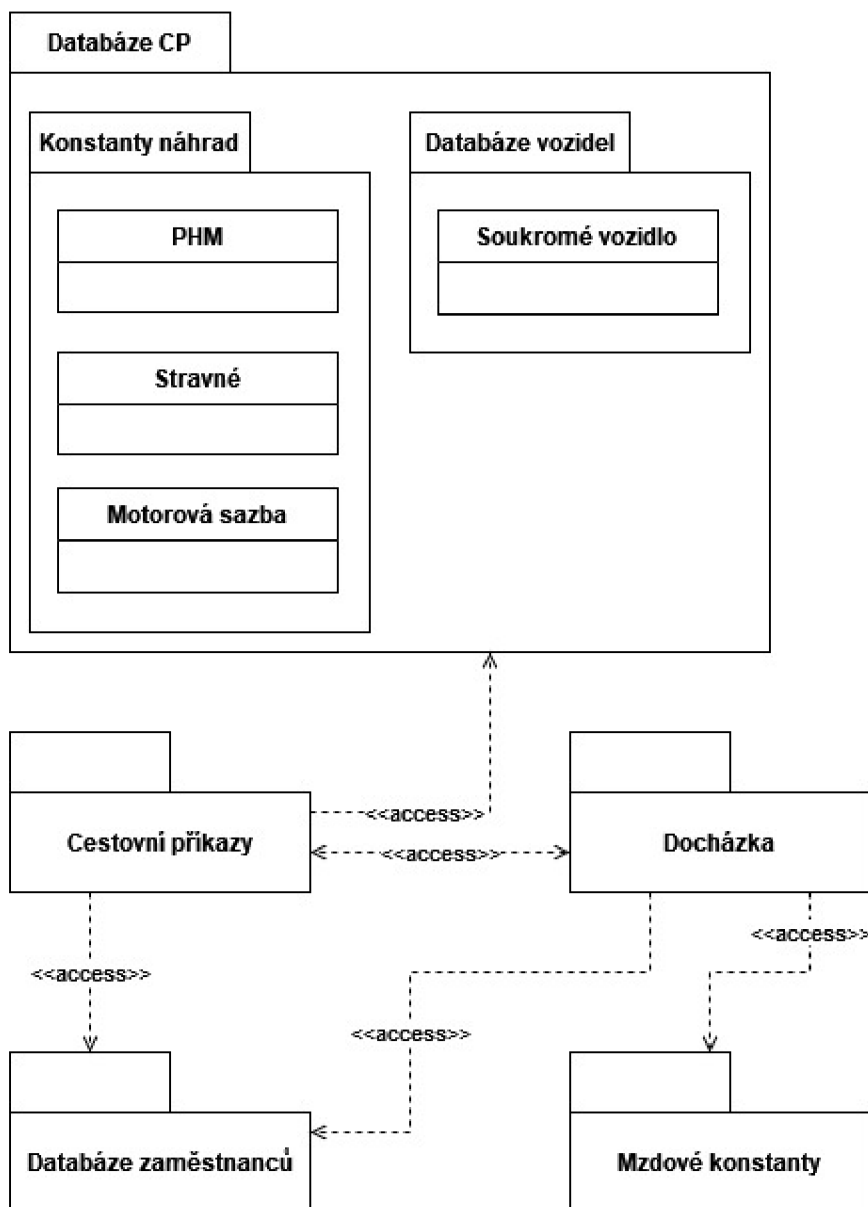 Databáze CP
Konstanty náhrad
Databáze vozidel
PHM
Soukromé vozidlo
Stravné
Motorová sazba
<<access>>
Cestovní příkazy
<<access>>
Docházka
<<access>>
<<access>>
<<access>>
Databáze zaměstnanců
Mzdové konstanty